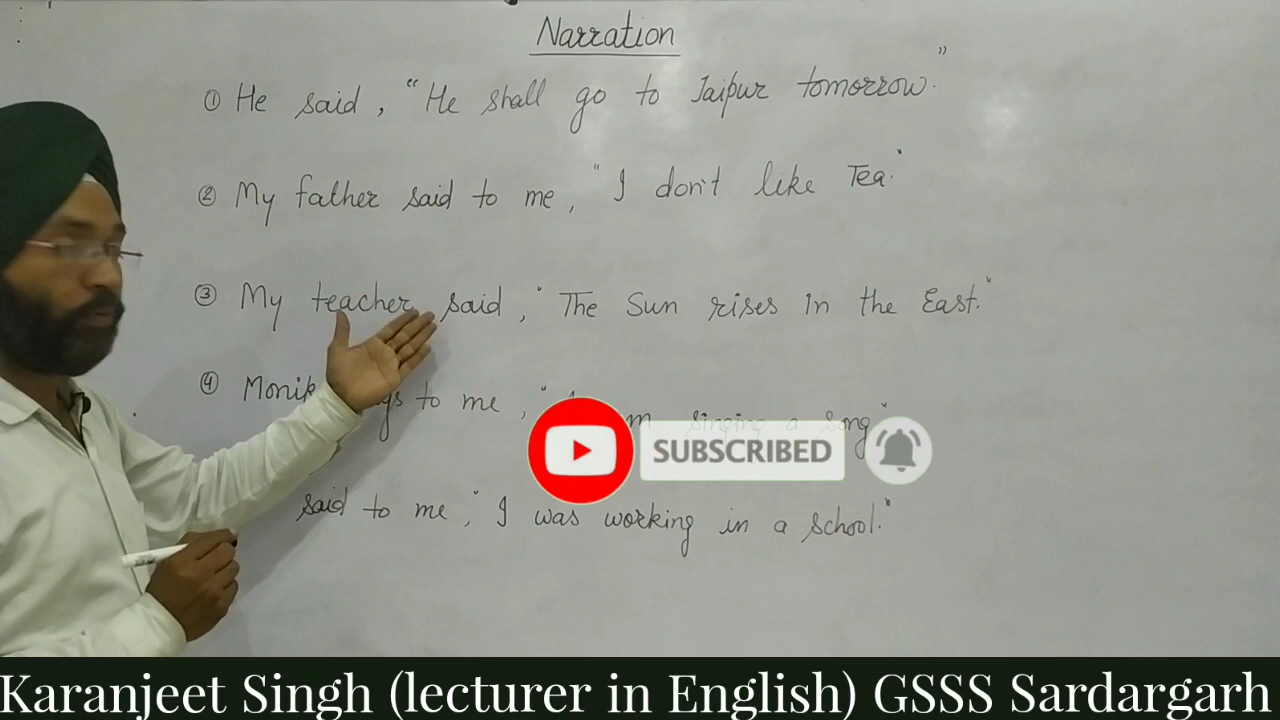 Narration
① He said, "He shall go to Jaipur tomorrow."
② My father said to me, "I don't like Tea."
③ My teacher said, "The Sun rises in the East."
④ to me, " singing a song"
SUBSCRIBED
said to me, "I was working in a school."
Karanjeet Singh (lecturer in English) GSSS Sardargarh